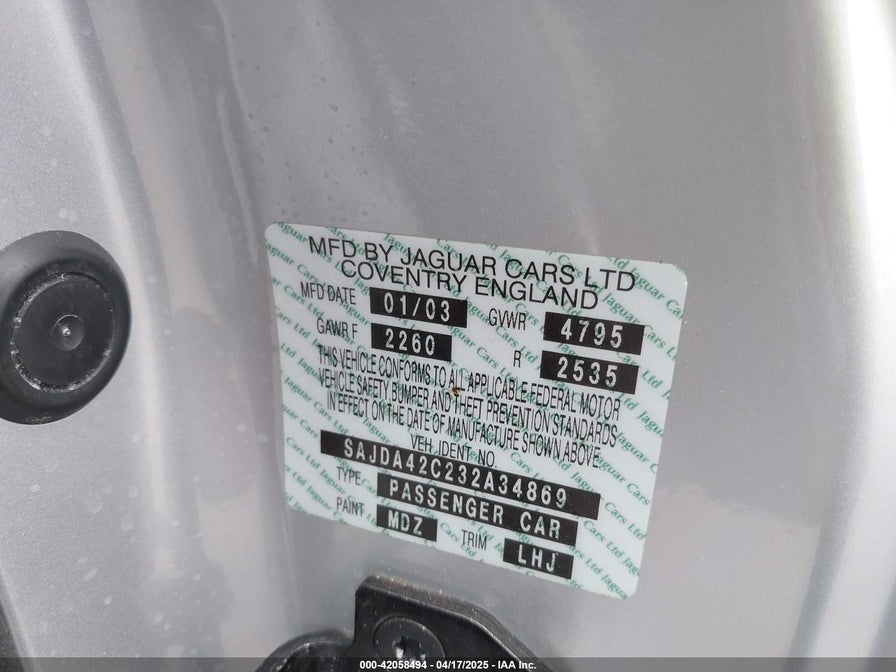 MFD BY JAGUAR CARS LTD
COVENTRY ENGLAND
MFD DATE 01/03 GVWR 4795
GAWR F 2260 R 2535
THIS VEHICLE CONFORMS TO ALL APPLICABLE FEDERAL MOTOR
VEHICLE SAFETY, BUMPER AND THEFT PREVENTION STANDARDS
IN EFFECT ON THE DATE OF MANUFACTURE SHOWN ABOVE.
VEH. IDENT. NO.
SAJDA42C232A34869
TYPE PASSENGER CAR
PAINT MDZ TRIM LHJ
000-42058494 - 04/17/2025 - IAA Inc.